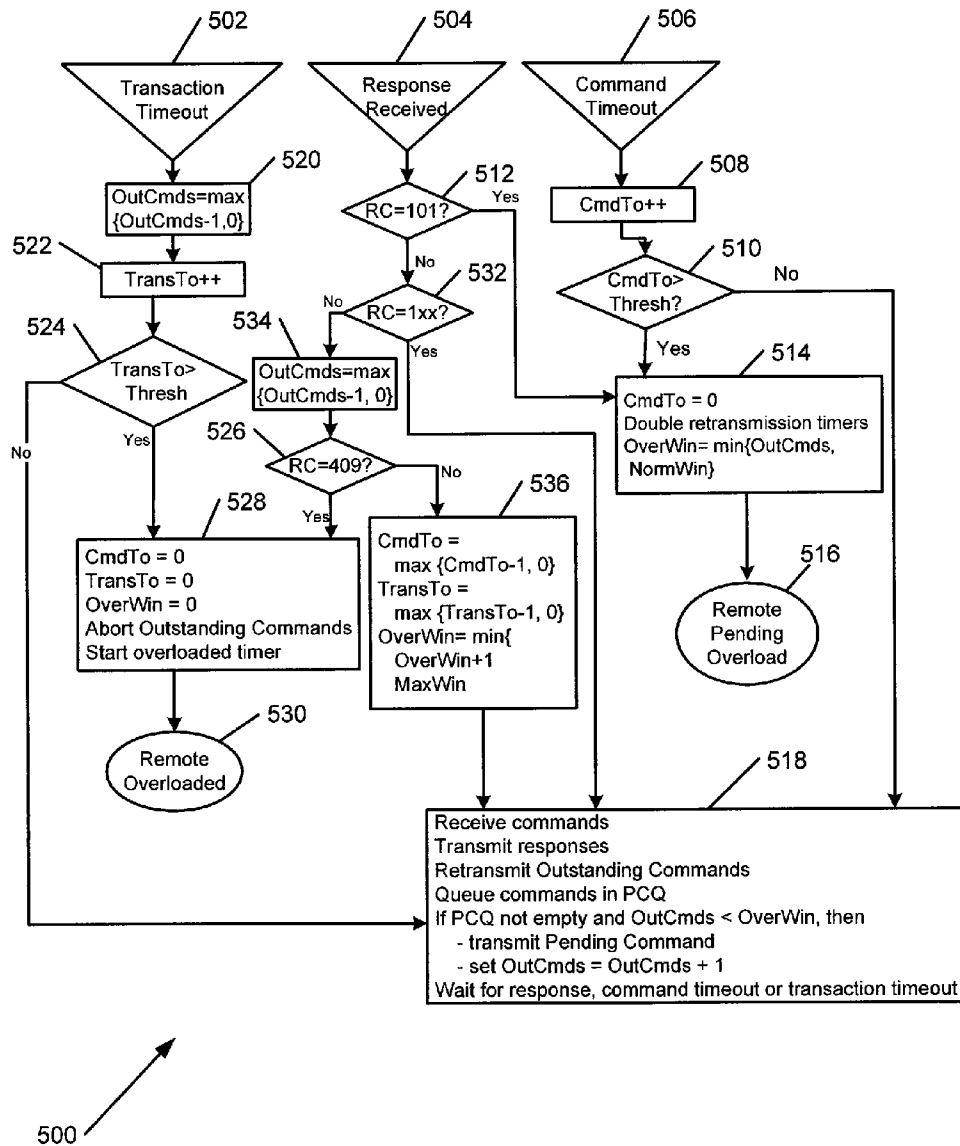 502
504
506
Transaction
Timeout
Response
Received
Command
Timeout
520
OutCmds=max
{OutCmds-1,0}
512
RC=101?
Yes
No
508
CmdTo++
522
TransTo++
532
RC=1xx?
No
Yes
510
CmdTo>
Thresh?
No
Yes
524
TransTo>
Thresh
No
Yes
534
OutCmds=max
{OutCmds-1, 0}
526
RC=409?
No
Yes
514
CmdTo = 0
Double retransmission timers
OverWin= min{OutCmds,
NormWin}
528
CmdTo = 0
TransTo = 0
OverWin = 0
Abort Outstanding Commands
Start overloaded timer
536
CmdTo =
max {CmdTo-1, 0}
TransTo =
max {TransTo-1, 0}
OverWin= min{
OverWin+1
MaxWin
516
Remote
Pending
Overload
530
Remote
Overloaded
518
Receive commands
Transmit responses
Retransmit Outstanding Commands
Queue commands in PCQ
If PCQ not empty and OutCmds < OverWin, then
- transmit Pending Command
- set OutCmds = OutCmds + 1
Wait for response, command timeout or transaction timeout
500